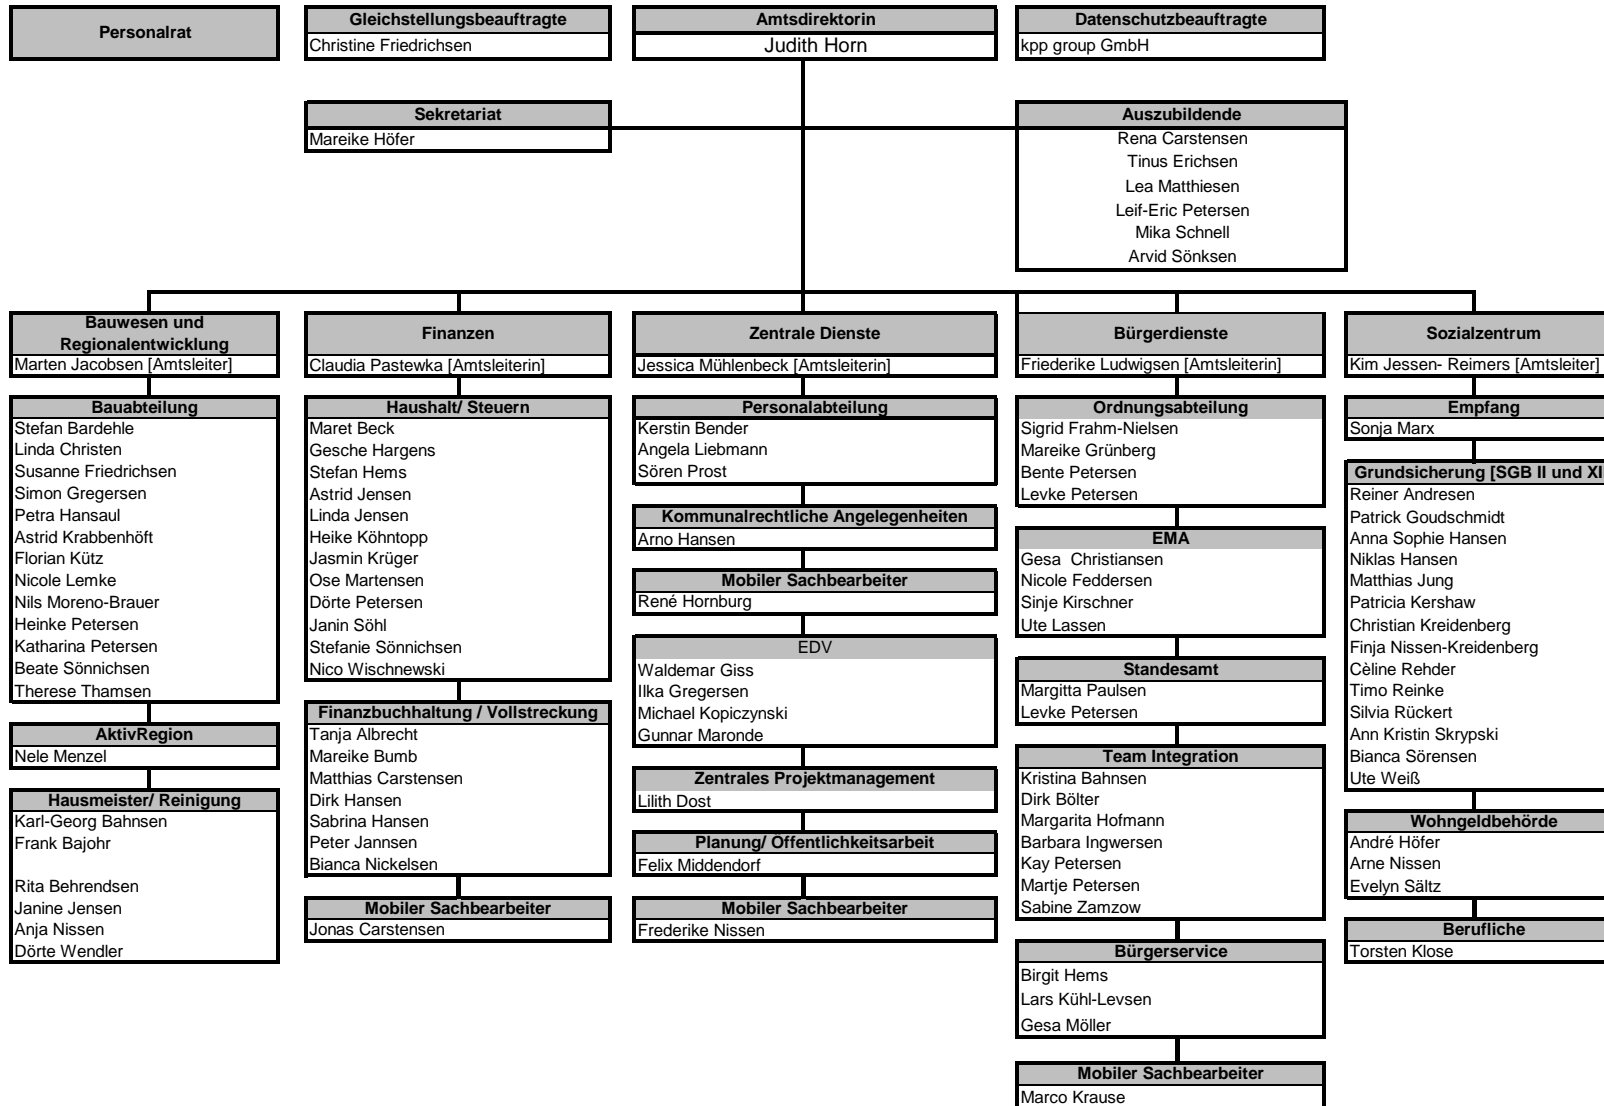 Personalrat
Gleichstellungsbeauftragte
Christine Friedrichsen
Amtsdirektorin
Judith Horn
Datenschutzbeauftragte
kpp group GmbH
Sekretariat
Mareike Höfer
Auszubildende
Rena Carstensen
Tinus Erichsen
Lea Matthiesen
Leif-Eric Petersen
Mika Schnell
Arvid Sönksen
Bauwesen und
Regionalentwicklung
Marten Jacobsen [Amtsleiter]
Bauabteilung
Stefan Bardehle
Linda Christen
Susanne Friedrichsen
Simon Gregersen
Petra Hansaul
Astrid Krabbenhöft
Florian Kütz
Nicole Lemke
Nils Moreno-Brauer
Heinke Petersen
Katharina Petersen
Beate Sönnichsen
Therese Thamsen
AktivRegion
Nele Menzel
Hausmeister/ Reinigung
Karl-Georg Bahnsen
Frank Bajohr
Rita Behrendsen
Janine Jensen
Anja Nissen
Dörte Wendler
Finanzen
Claudia Pastewka [Amtsleiterin]
Haushalt/ Steuern
Maret Beck
Gesche Hargens
Stefan Hems
Astrid Jensen
Linda Jensen
Heike Köhntopp
Jasmin Krüger
Ose Martensen
Dörte Petersen
Janin Söhl
Stefanie Sönnichsen
Nico Wischnewski
Finanzbuchhaltung / Vollstreckung
Tanja Albrecht
Mareike Bumb
Matthias Carstensen
Dirk Hansen
Sabrina Hansen
Peter Jannsen
Bianca Nickelsen
Mobiler Sachbearbeiter
Jonas Carstensen
Zentrale Dienste
Jessica Mühlenbeck [Amtsleiterin]
Personalabteilung
Kerstin Bender
Angela Liebmann
Sören Prost
Kommunalrechtliche Angelegenheiten
Arno Hansen
Mobiler Sachbearbeiter
René Hornburg
EDV
Waldemar Giss
Ilka Gregersen
Michael Kopiczynski
Gunnar Maronde
Zentrales Projektmanagement
Lilith Dost
Planung/ Öffentlichkeitsarbeit
Felix Middendorf
Mobiler Sachbearbeiter
Frederike Nissen
Bürgerdienste
Friederike Ludwigsen [Amtsleiterin]
Ordnungsabteilung
Sigrid Frahm-Nielsen
Mareike Grünberg
Bente Petersen
Levke Petersen
EMA
Gesa  Christiansen
Nicole Feddersen
Sinje Kirschner
Ute Lassen
Standesamt
Margitta Paulsen
Levke Petersen
Team Integration
Kristina Bahnsen
Dirk Bölter
Margarita Hofmann
Barbara Ingwersen
Kay Petersen
Martje Petersen
Sabine Zamzow
Bürgerservice
Birgit Hems
Lars Kühl-Levsen
Gesa Möller
Mobiler Sachbearbeiter
Marco Krause
Sozialzentrum
Kim Jessen- Reimers [Amtsleiter]
Empfang
Sonja Marx
Grundsicherung [SGB II und XI
Reiner Andresen
Patrick Goudschmidt
Anna Sophie Hansen
Niklas Hansen
Matthias Jung
Patricia Kershaw
Christian Kreidenberg
Finja Nissen-Kreidenberg
Cèline Rehder
Timo Reinke
Silvia Rückert
Ann Kristin Skrypski
Bianca Sörensen
Ute Weiß
Wohngeldbehörde
André Höfer
Arne Nissen
Evelyn Sältz
Berufliche
Torsten Klose